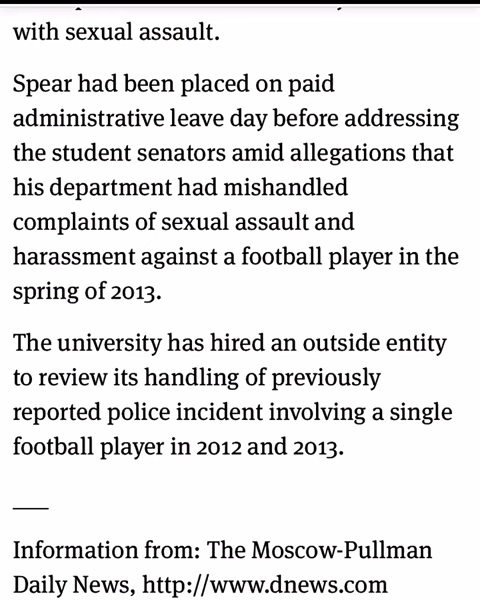 with sexual assault.
Spear had been placed on paid
administrative leave day before addressing
the student senators amid allegations that
his department had mishandled
complaints of sexual assault and
harassment against a football player in the
spring of 2013.
The university has hired an outside entity
to review its handling of previously
reported police incident involving a single
football player in 2012 and 2013.
Information from: The Moscow-Pullman
Daily News, http://www.dnews.com